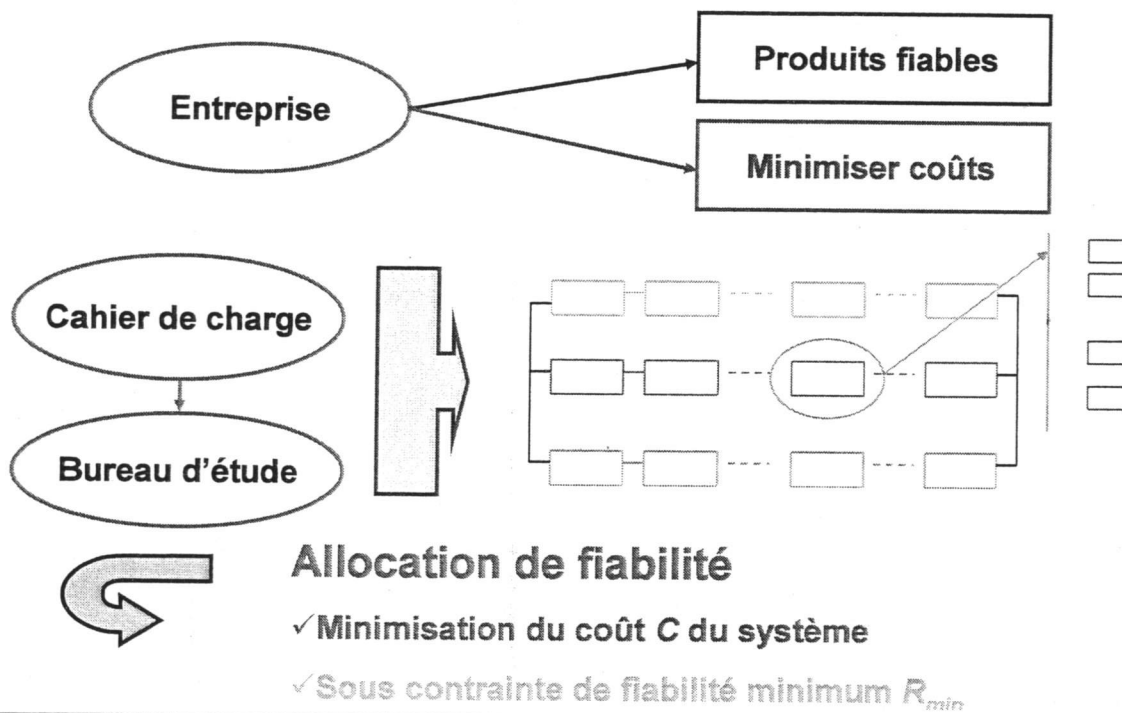 Produits fiables
Entreprise
Minimiser coûts
Cahier de charge
Bureau d'étude
Allocation de fiabilité
✓Minimisation du coût C du système
✓Sous contrainte de fiabilité minimum Rmin